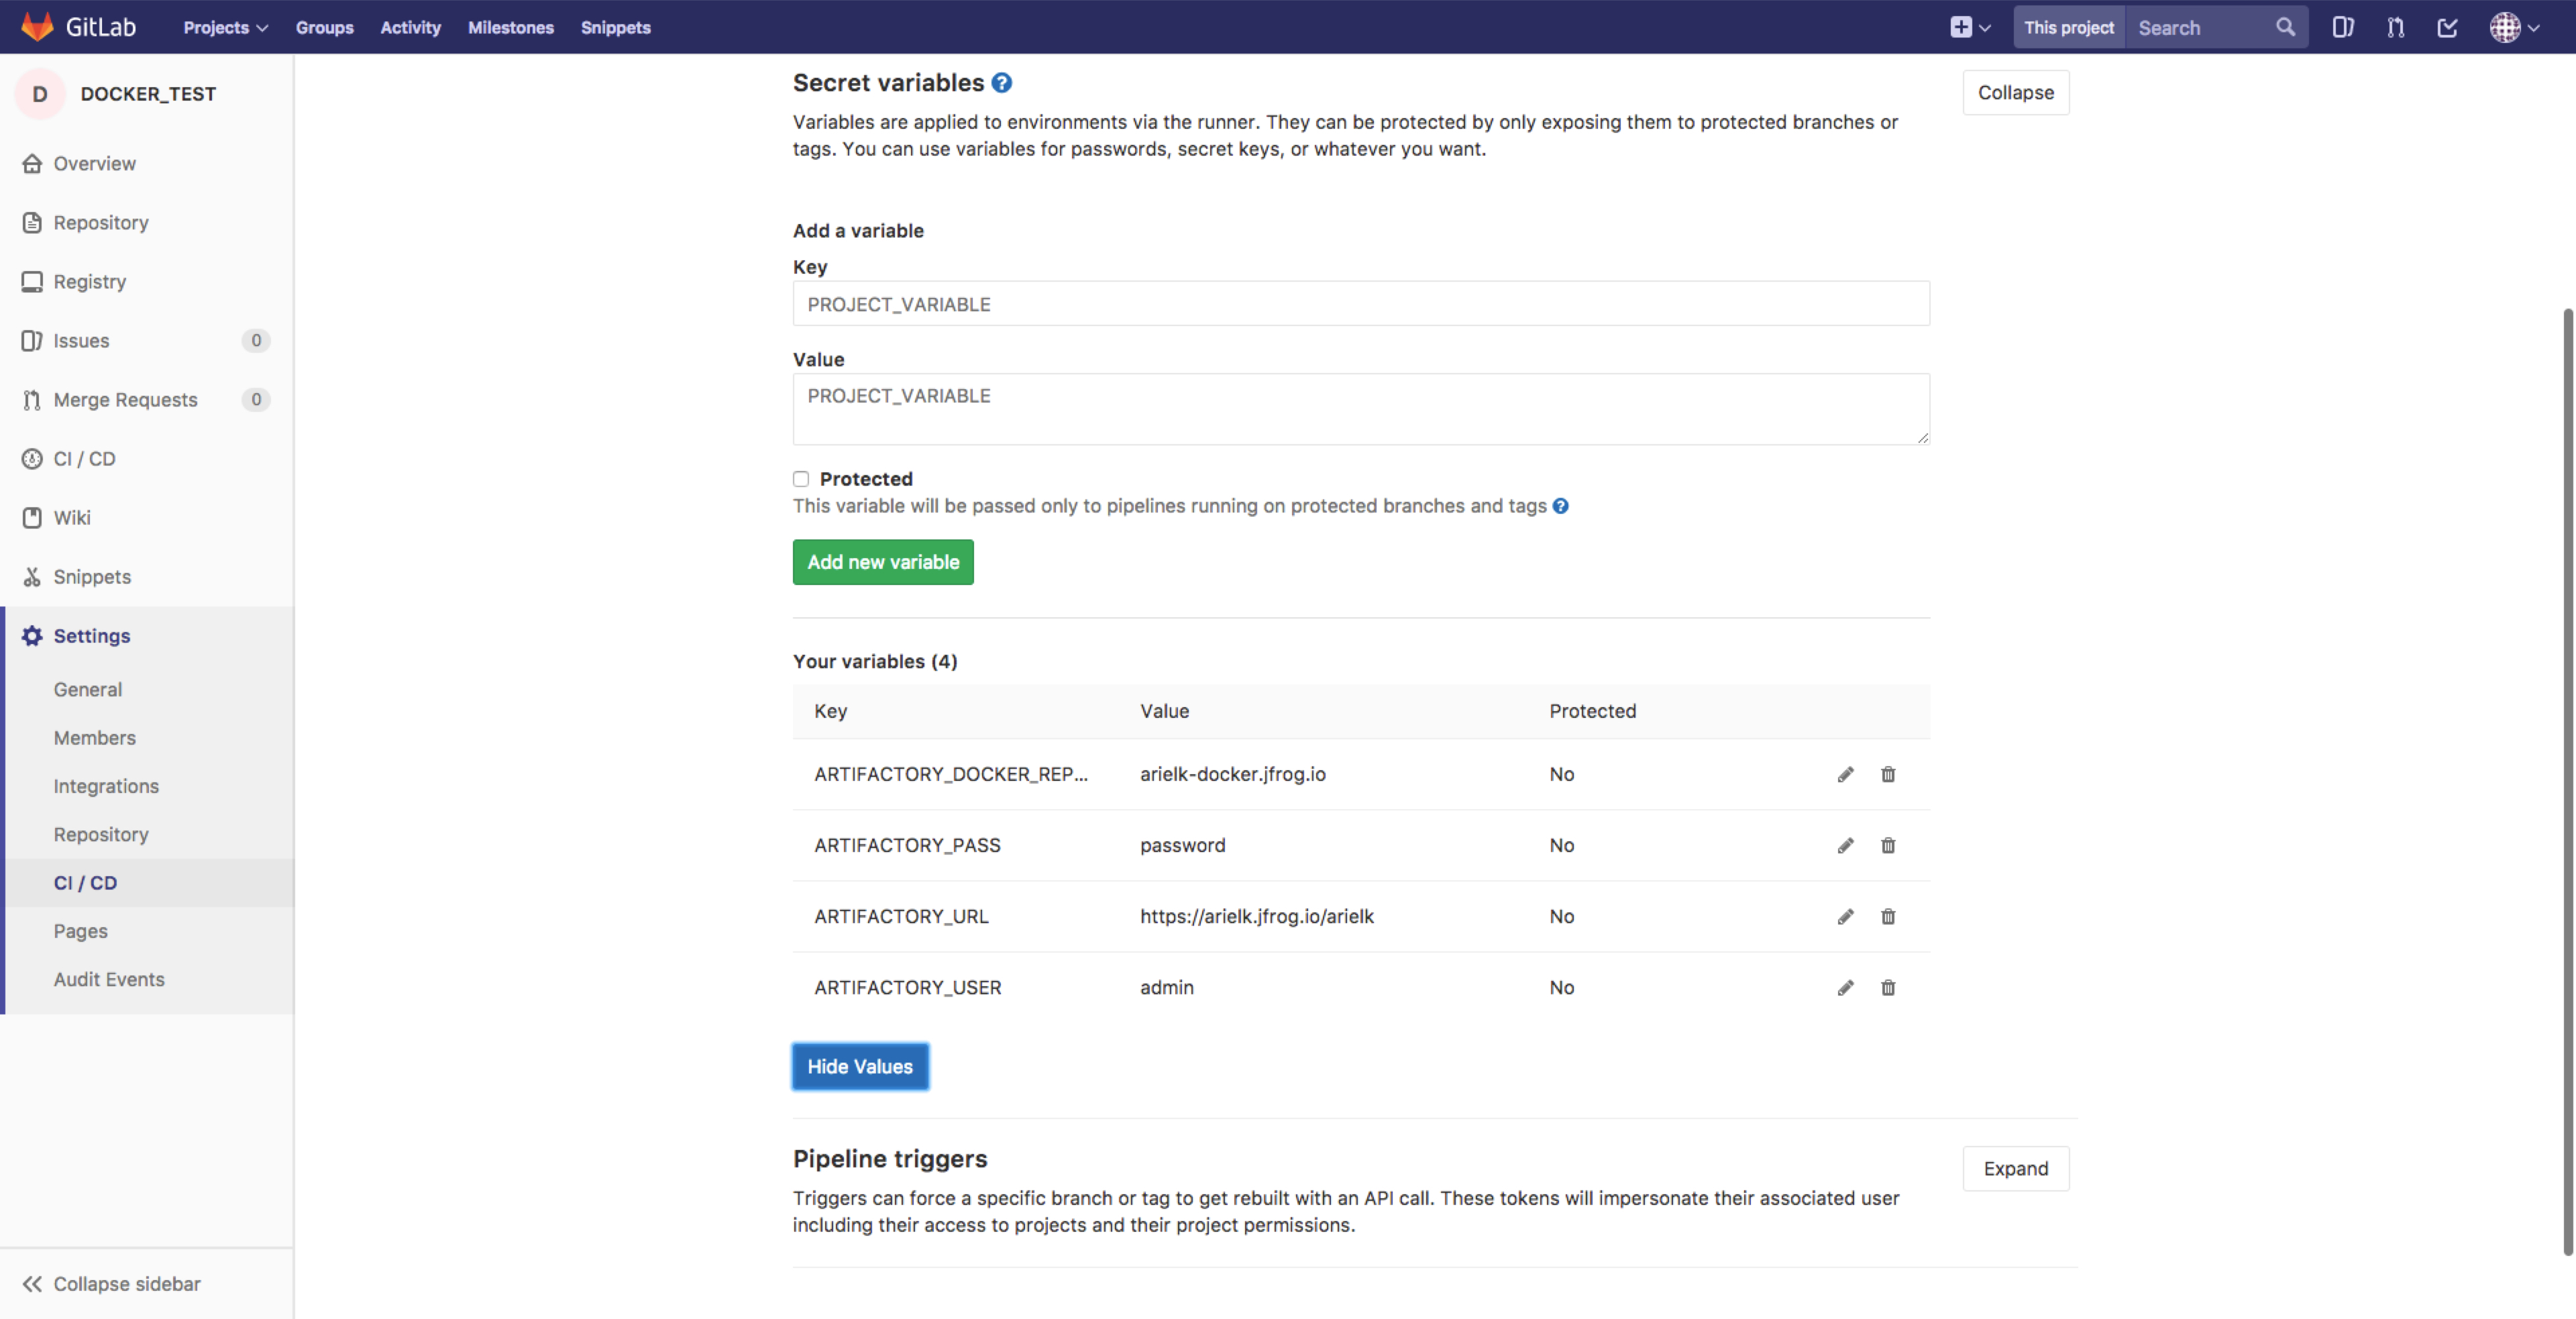 GitLab Projects Groups Activity Milestones Snippets This project Search
D DOCKER_TEST
Overview
Repository
Registry
Issues 0
Merge Requests 0
CI / CD
Wiki
Snippets
Settings
General
Members
Integrations
Repository
CI / CD
Pages
Audit Events
Collapse sidebar
Secret variables ?
Collapse
Variables are applied to environments via the runner. They can be protected by only exposing them to protected branches or
tags. You can use variables for passwords, secret keys, or whatever you want.
Add a variable
Key
PROJECT_VARIABLE
Value
PROJECT_VARIABLE
Protected
This variable will be passed only to pipelines running on protected branches and tags ?
Add new variable
Your variables (4)
Key Value Protected
ARTIFACTORY_DOCKER_REP... arielk-docker.jfrog.io No
ARTIFACTORY_PASS password No
ARTIFACTORY_URL https://arielk.jfrog.io/arielk No
ARTIFACTORY_USER admin No
Hide Values
Pipeline triggers
Expand
Triggers can force a specific branch or tag to get rebuilt with an API call. These tokens will impersonate their associated user
including their access to projects and their project permissions.